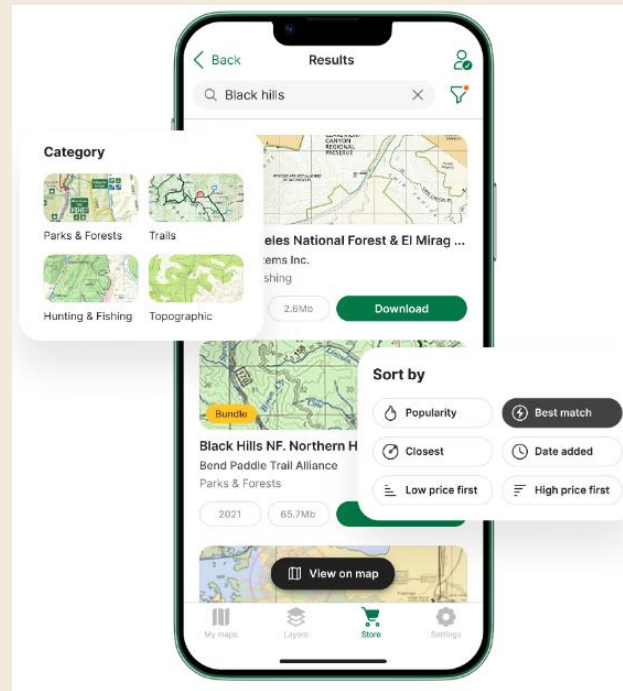 Back
Results
Black hills
CANYON
REGIONAL
PRESERVE
Category
Parks & Forests
Trails
Hunting & Fishing
Topographic
eles National Forest & El Mirag ...
tems Inc.
shing
2.6Mb
Download
Bundle
Black Hills NF. Northern H
Bend Paddle Trail Alliance
Parks & Forests
2021
65.7Mb
Sort by
Popularity
Best match
Closest
Date added
Low price first
High price first
View on map
My maps
Layers
Store
Settings